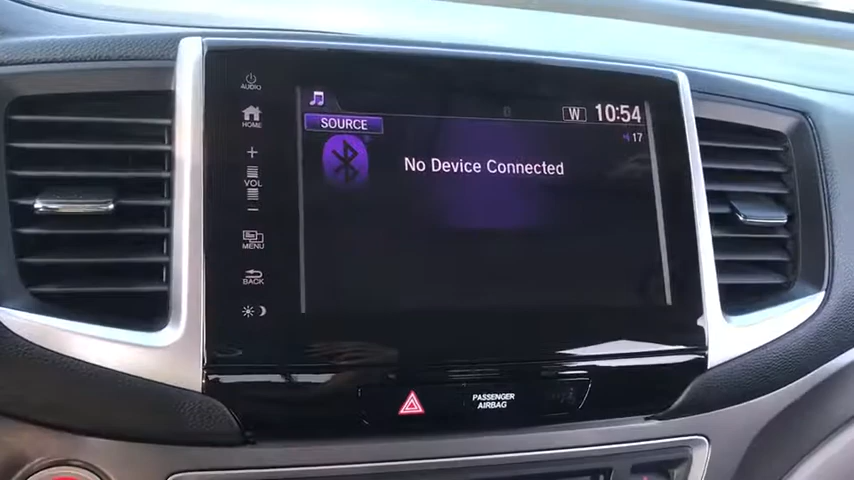 AUDIO
HOME
+
VOL
–
MENU
BACK
SOURCE
W
10:54
17
No Device Connected
PASSENGER
AIRBAG